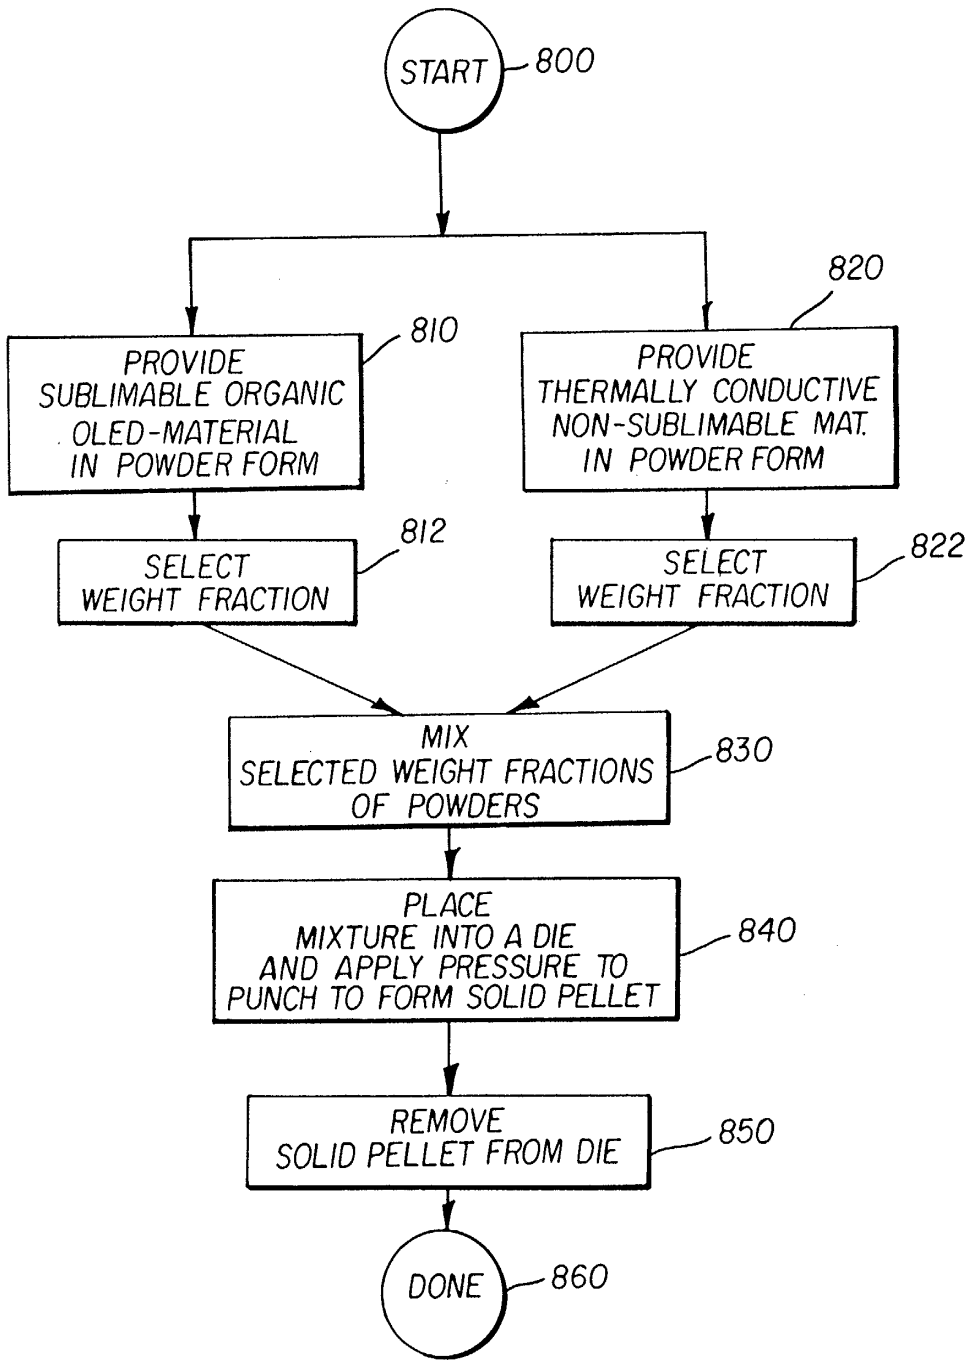 START
800
820
810
PROVIDE
SUBLIMABLE ORGANIC
OLED-MATERIAL
IN POWDER FORM
PROVIDE
THERMALLY CONDUCTIVE
NON-SUBLIMABLE MAT.
IN POWDER FORM
812
SELECT
WEIGHT FRACTION
822
SELECT
WEIGHT FRACTION
MIX
SELECTED WEIGHT FRACTIONS
OF POWDERS
830
PLACE
MIXTURE INTO A DIE
AND APPLY PRESSURE TO
PUNCH TO FORM SOLID PELLET
840
REMOVE
SOLID PELLET FROM DIE
850
DONE
860